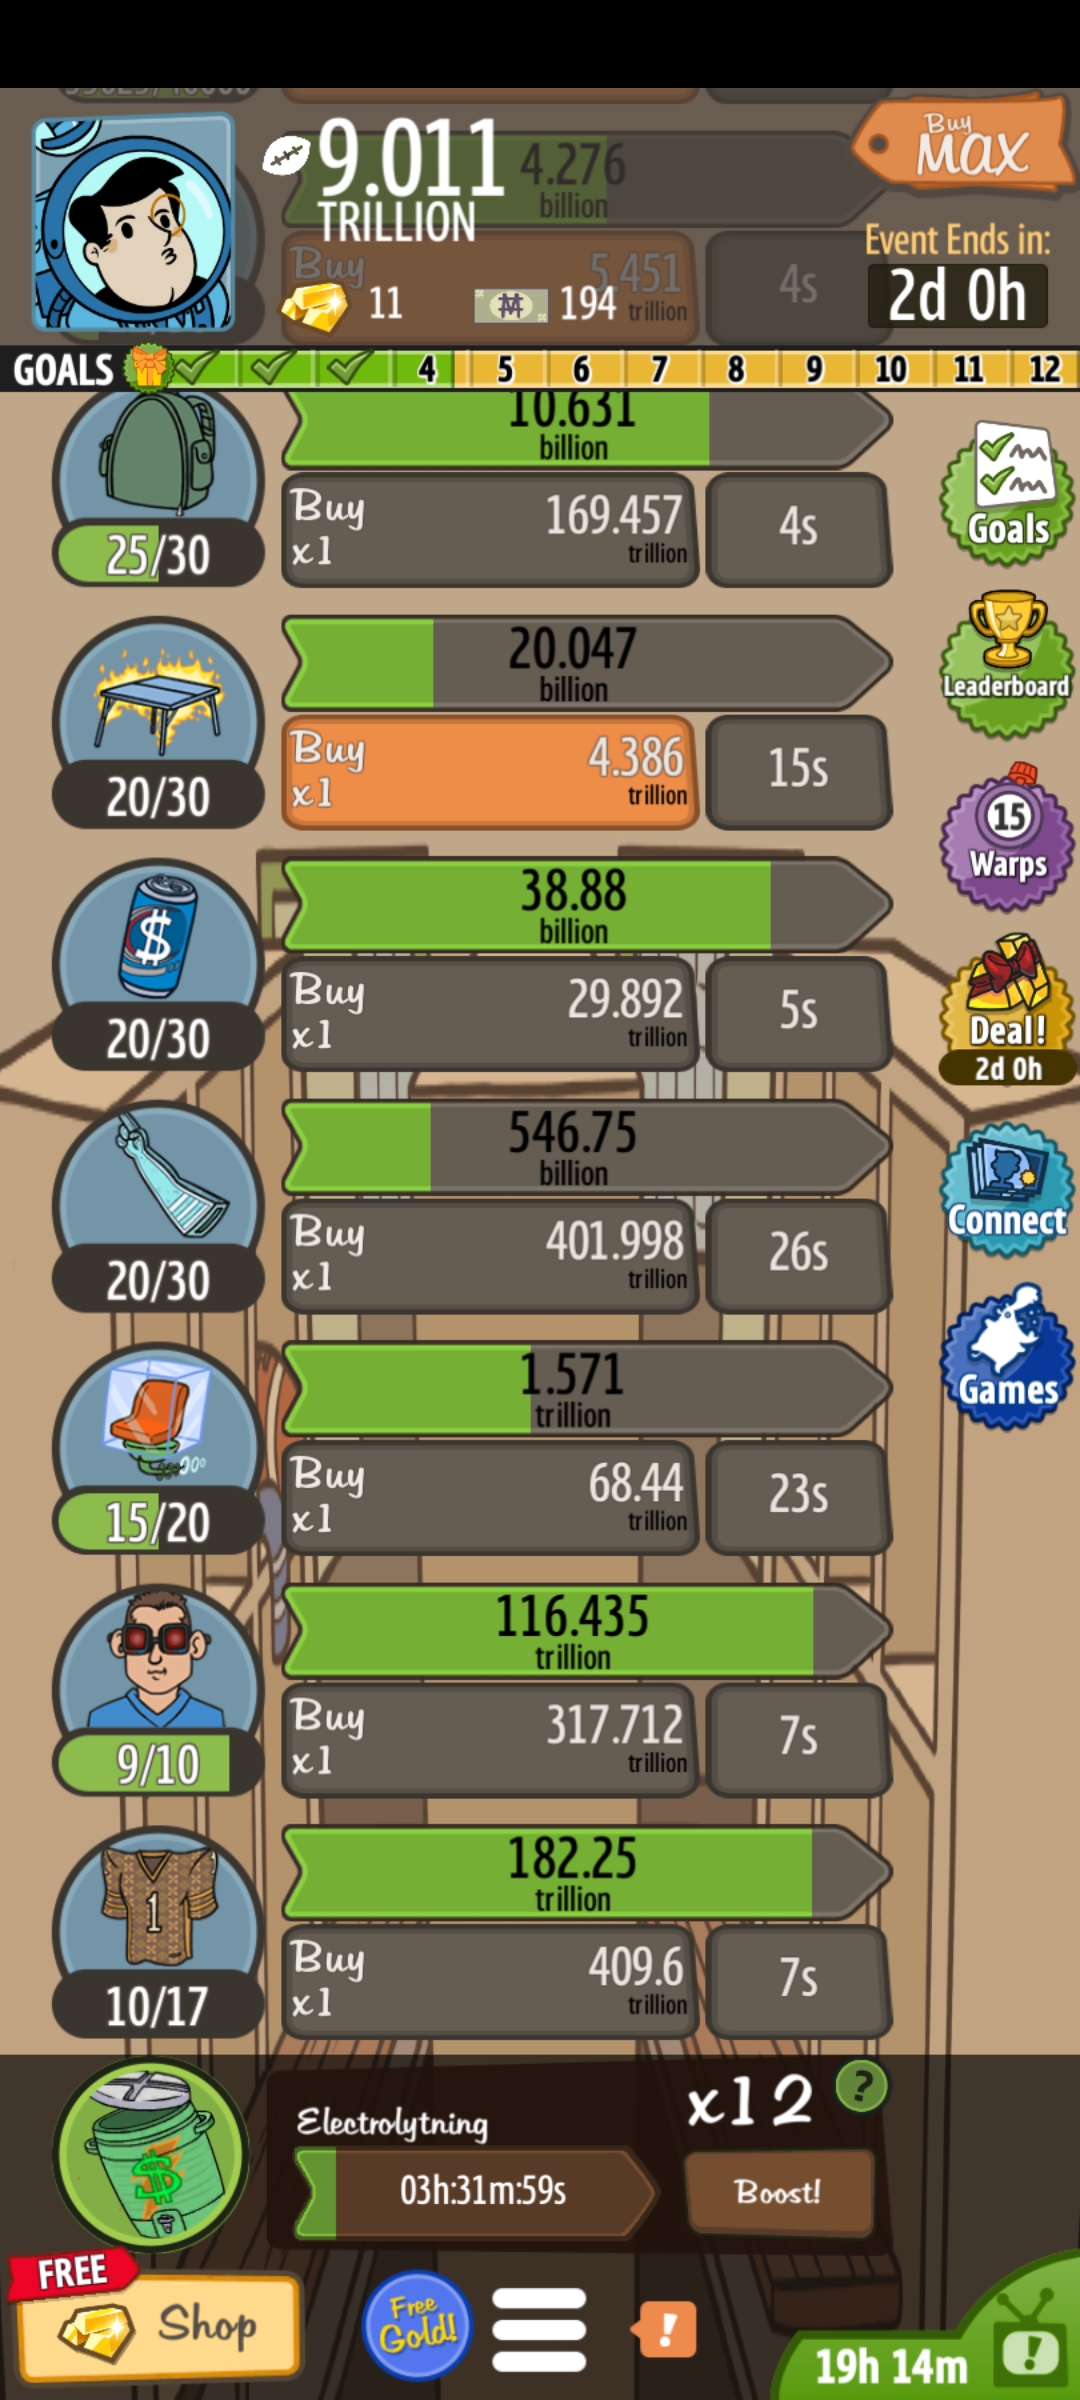 9.011
TRILLION
4.276
billion
Buy
MAX
Buy
5.451
trillion
4s
11
194
Event Ends in:
2d 0h
GOALS
4
5
6
7
8
9
10
11
12
10.631
billion
25/30
Buy
x1
169.457
trillion
4s
Goals
20.047
billion
20/30
Buy
x1
4.386
trillion
15s
Leaderboard
15
Warps
38.88
billion
20/30
Buy
x1
29.892
trillion
5s
Deal!
2d 0h
546.75
billion
20/30
Buy
x1
401.998
trillion
26s
Connect
1.571
trillion
15/20
Buy
x1
68.44
trillion
23s
Games
116.435
trillion
9/10
Buy
x1
317.712
trillion
7s
182.25
trillion
1
10/17
Buy
x1
409.6
trillion
7s
Electrolytning
x12
?
03h:31m:59s
Boost!
FREE
Shop
Free
Gold!
!
19h 14m
!